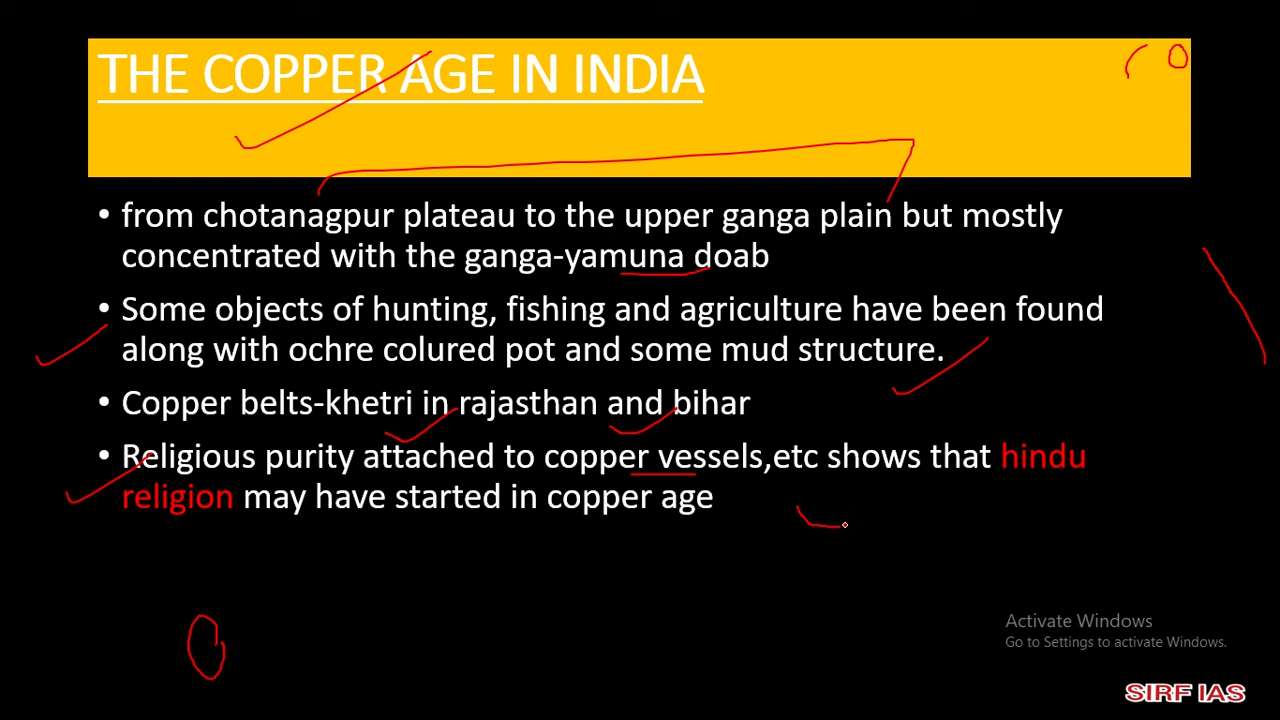 THE COPPER AGE IN INDIA
• from chotanagpur plateau to the upper ganga plain but mostly
concentrated with the ganga-yamuna doab
• Some objects of hunting, fishing and agriculture have been found
along with ochre colured pot and some mud structure.
• Copper belts-khetri in rajasthan and bihar
• Religious purity attached to copper vessels,etc shows that hindu
religion may have started in copper age
Activate Windows
Go to Settings to activate Windows.
SIRF IAS